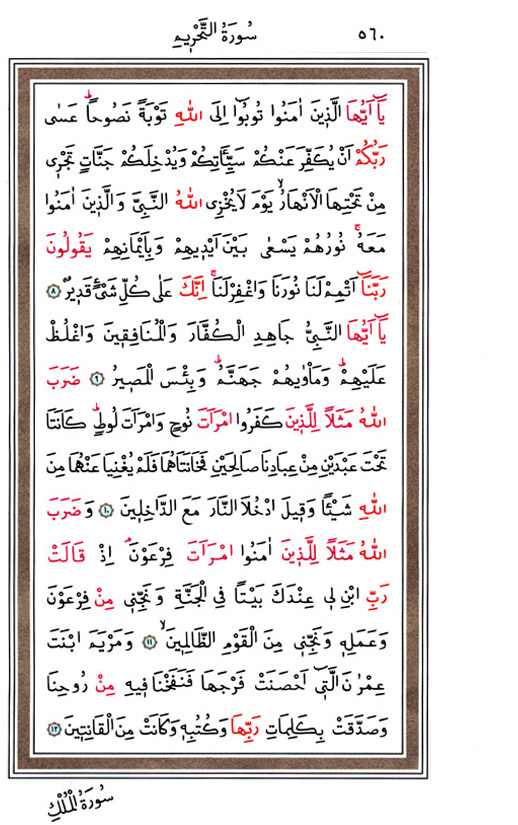 سُورَةُ التَّحْرِيمِ ٥٦٠
يَٓا اَيُّهَا الَّذ۪ينَ اٰمَنُوا تُوبُٓوا اِلَى اللّٰهِ تَوْبَةً نَصُوحًاۜ عَسٰى
رَبُّكُمْ اَنْ يُكَفِّرَ عَنْكُمْ سَيِّـَٔاتِكُمْ وَيُدْخِلَكُمْ جَنَّاتٍ تَجْر۪ي
مِنْ تَحْتِهَا الْاَنْهَارُۙ يَوْمَ لَا يُخْزِي اللّٰهُ النَّبِيَّ وَالَّذ۪ينَ اٰمَنُوا
مَعَهُۚ نُورُهُمْ يَسْعٰى بَيْنَ اَيْد۪يهِمْ وَبِاَيْمَانِهِمْ يَقُولُونَ
رَبَّنَٓا اَتْمِمْ لَنَا نُورَنَا وَاغْفِرْ لَنَاۚ اِنَّكَ عَلٰى كُلِّ شَيْءٍ قَد۪يرٌ ٨
يَٓا اَيُّهَا النَّبِيُّ جَاهِدِ الْكُفَّارَ وَالْمُنَافِق۪ينَ وَاغْلُظْ
عَلَيْهِمْۜ وَمَأْوٰيهُمْ جَهَنَّمُۜ وَبِئْسَ الْمَص۪يرُ ٩ ضَرَبَ
اللّٰهُ مَثَلًا لِلَّذ۪ينَ كَفَرُوا امْرَاَتَ نُوحٍ وَامْرَاَتَ لُوطٍۜ كَانَتَا
تَحْتَ عَبْدَيْنِ مِنْ عِبَادِنَا صَالِحَيْنِ فَخَانَتَاهُمَا فَلَمْ يُغْنِيَا عَنْهُمَا مِنَ
اللّٰهِ شَيْـًٔا وَق۪يلَ ادْخُلَا النَّارَ مَعَ الدَّاخِل۪ينَ ١٠ وَضَرَبَ
اللّٰهُ مَثَلًا لِلَّذ۪ينَ اٰمَنُوا امْرَاَتَ فِرْعَوْنَۢ اِذْ قَالَتْ
رَبِّ ابْنِ ل۪ي عِنْدَكَ بَيْتًا فِي الْجَنَّةِ وَنَجِّن۪ي مِنْ فِرْعَوْنَ
وَعَمَلِه۪ وَنَجِّن۪ي مِنَ الْقَوْمِ الظَّالِم۪ينَۙ ١١ وَمَرْيَمَ ابْنَتَ
عِمْرٰنَ الَّت۪ٓي اَحْصَنَتْ فَرْجَهَا فَنَفَخْنَا ف۪يهِ مِنْ رُوحِنَا
وَصَدَّقَتْ بِكَلِمَاتِ رَبِّهَا وَكُتُبِه۪ وَكَانَتْ مِنَ الْقَانِت۪ينَ ١٢
سُورَةُ الْمُلْكِ